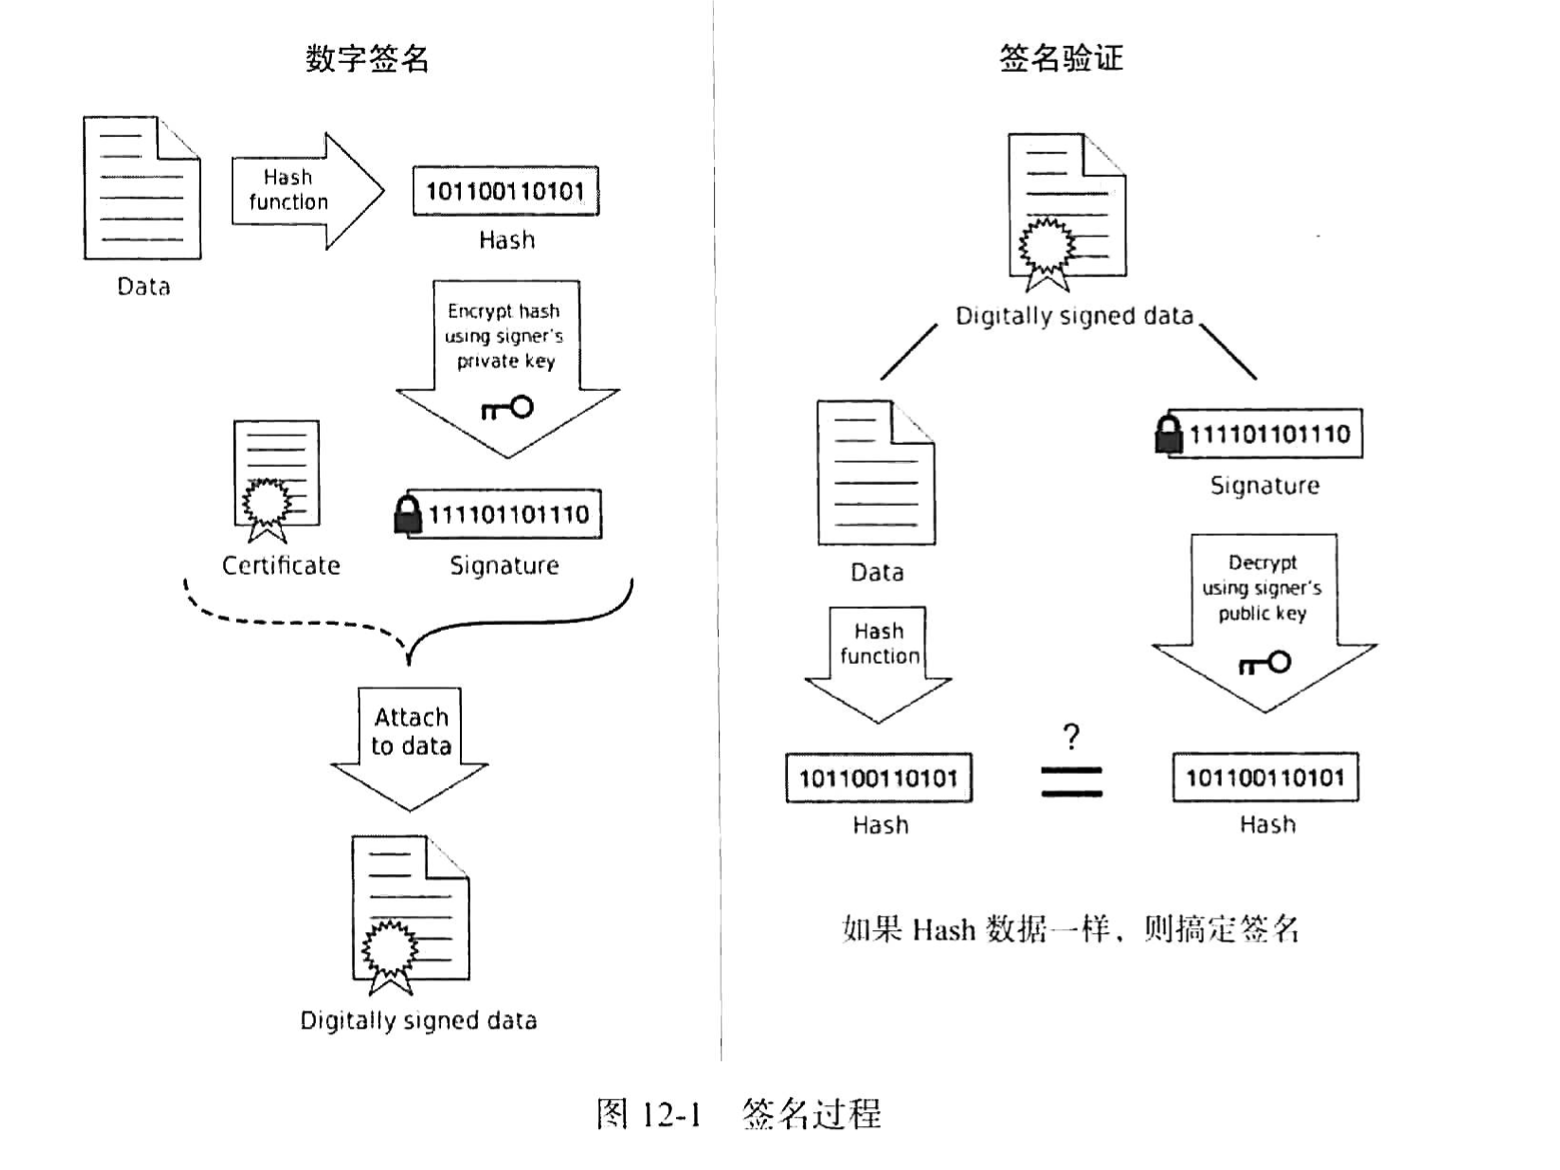 数字签名
Data
Hash
function
101100110101
Hash
Encrypt hash
using signer's
private key
Certificate
111101101110
Signature
Attach
to data
Digitally signed data
签名验证
Digitally signed data
Data
111101101110
Signature
Hash
function
Decrypt
using signer's
public key
101100110101
Hash
?
101100110101
Hash
如果 Hash 数据一样，则搞定签名
图 12-1 签名过程